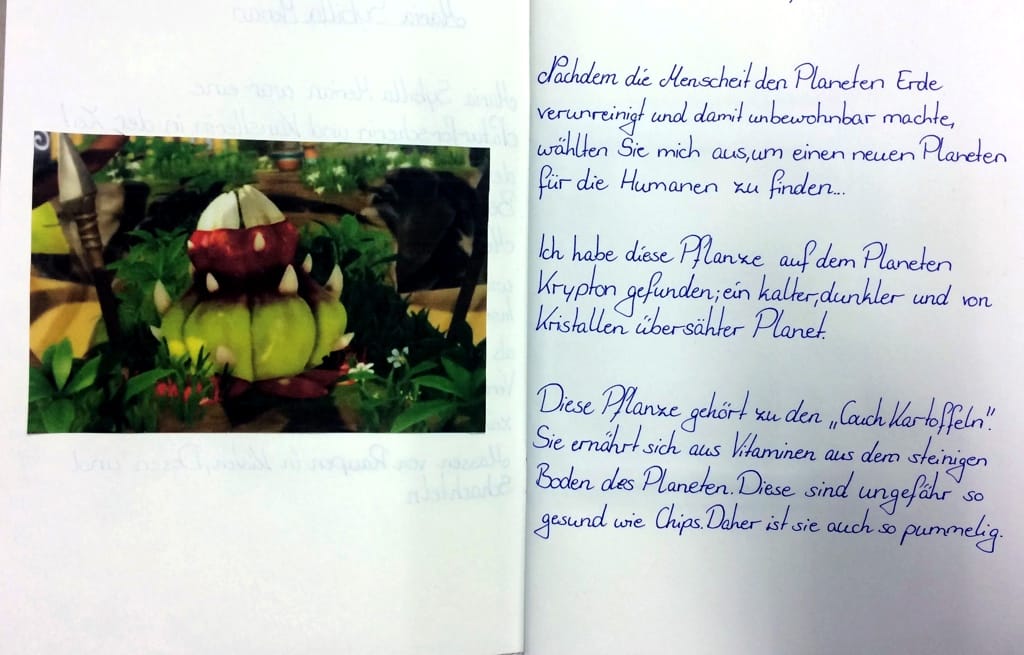 Nachdem die Menscheit den Planeten Erde
verunreinigt und damit unbewohnbar machte,
wählten Sie mich aus, um einen neuen Planeten
für die Humanen zu finden...
Ich habe diese Pflanze auf dem Planeten
Krypton gefunden; ein kalter, dunkler und von
Kristallen übersähter Planet.
Diese Pflanze gehört zu den „Couch Kartoffeln".
Sie ernährt sich aus Vitaminen aus dem steinigen
Boden des Planeten. Diese sind ungefähr so
gesund wie Chips. Daher ist sie auch so pummelig.